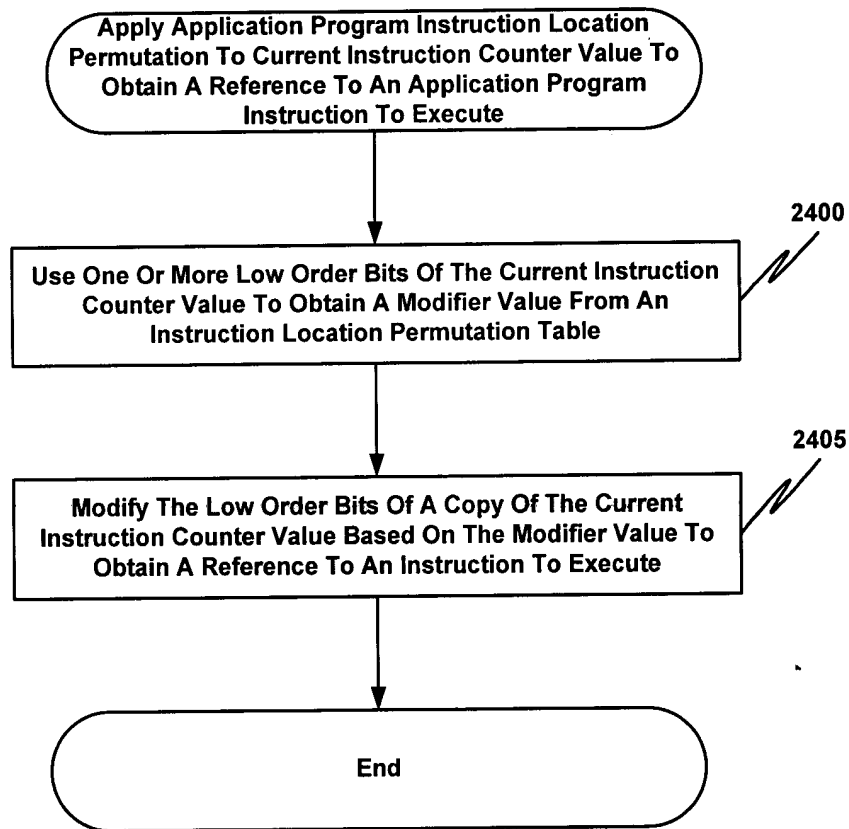 Apply Application Program Instruction Location
Permutation To Current Instruction Counter Value To
Obtain A Reference To An Application Program
Instruction To Execute
2400
Use One Or More Low Order Bits Of The Current Instruction
Counter Value To Obtain A Modifier Value From An
Instruction Location Permutation Table
2405
Modify The Low Order Bits Of A Copy Of The Current
Instruction Counter Value Based On The Modifier Value To
Obtain A Reference To An Instruction To Execute
End